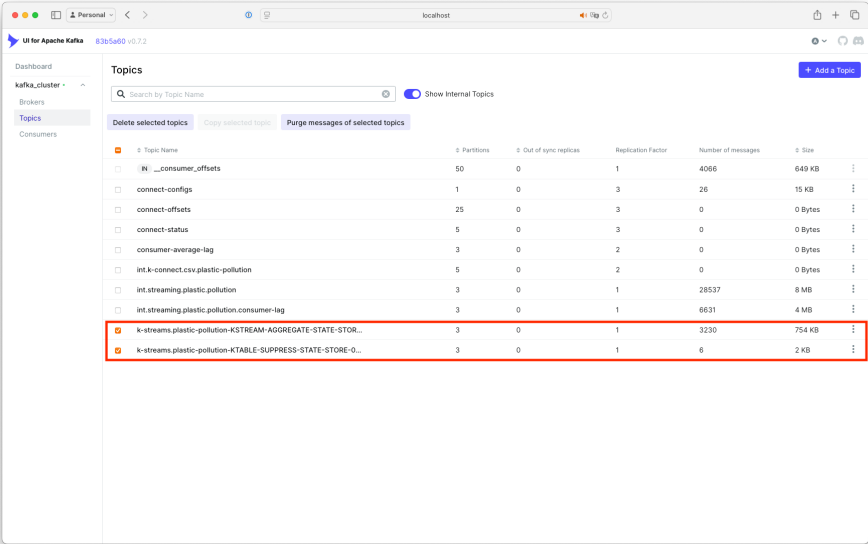 Personal
localhost
UI for Apache Kafka 83b5a60 v0.7.2
Dashboard
kafka_cluster
Brokers
Topics
Consumers
Topics
+ Add a Topic
Search by Topic Name
Show Internal Topics
Delete selected topics Copy selected topic Purge messages of selected topics
Topic Name Partitions Out of sync replicas Replication Factor Number of messages Size
IN __consumer_offsets 50 0 1 4066 649 KB
connect-configs 1 0 3 26 15 KB
connect-offsets 25 0 3 0 0 Bytes
connect-status 5 0 3 0 0 Bytes
consumer-average-lag 3 0 2 0 0 Bytes
int.k-connect.csv.plastic-pollution 5 0 2 0 0 Bytes
int.streaming.plastic.pollution 3 0 1 28537 8 MB
int.streaming.plastic.pollution.consumer-lag 3 0 1 6631 4 MB
k-streams.plastic-pollution-KSTREAM-AGGREGATE-STATE-STOR... 3 0 1 3230 754 KB
k-streams.plastic-pollution-KTABLE-SUPPRESS-STATE-STORE-0... 3 0 1 6 2 KB